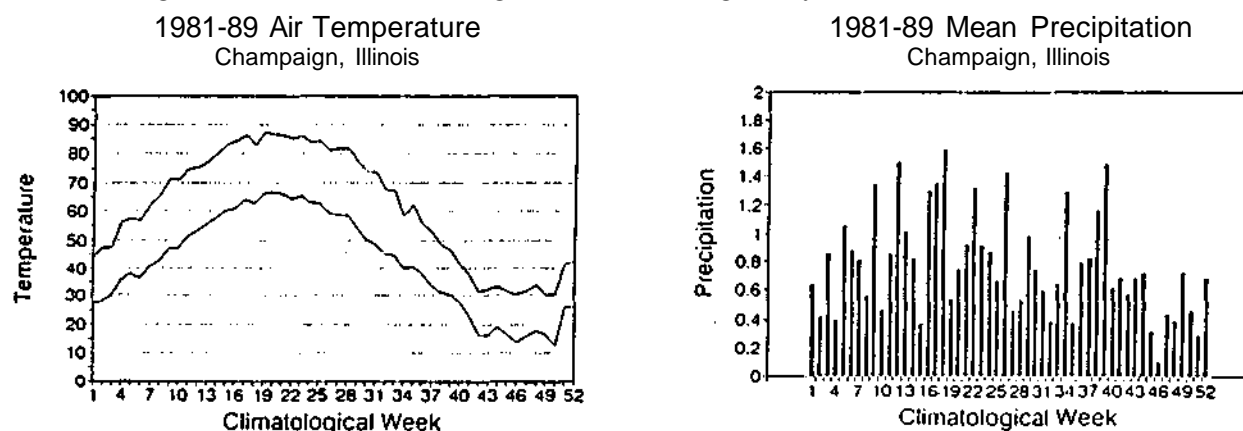 1981-89 Air Temperature
Champaign, Illinois
100
90
80
70
60
50
40
30
20
10
0
Temperature
1 4 7 10 13 16 19 22 25 28 31 34 37 40 43 46 49 52
Climatological Week
1981-89 Mean Precipitation
Champaign, Illinois
2
1.8
1.6
1.4
1.2
1
0.8
0.6
0.4
0.2
0
Precipitation
1 4 7 10 13 16 19 22 25 28 31 34 37 40 43 46 49 52
Climatological Week